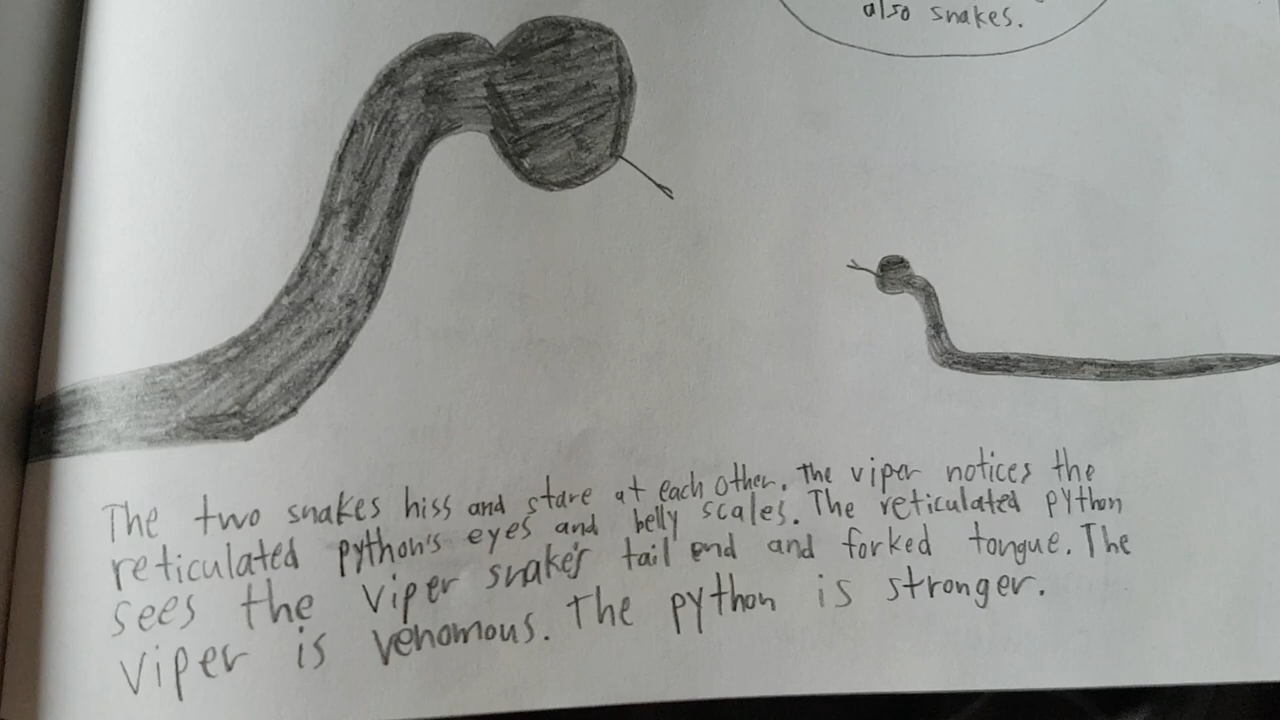 also snakes.
The two snakes hiss and stare at each other. The viper notices the
reticulated python's eyes and belly scales. The reticulated python
sees the viper snake's tail end and forked tongue. The
viper is venomous. The python is stronger.